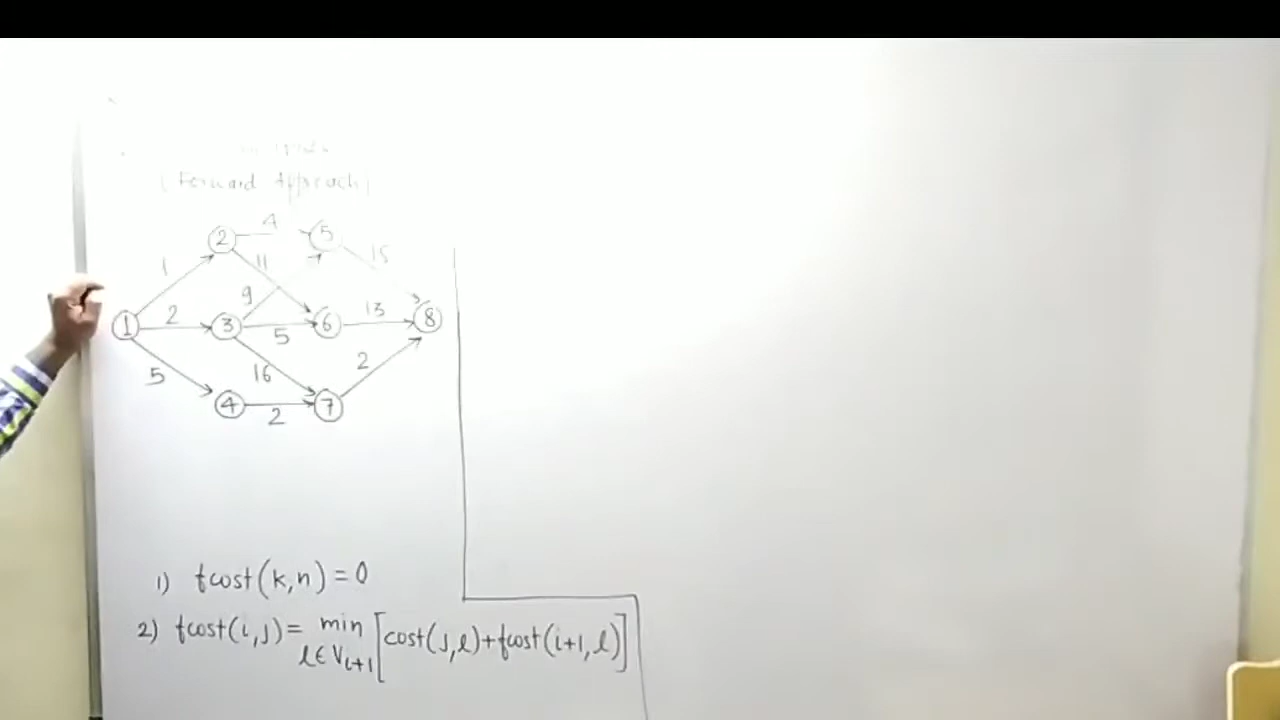 (Forward Approach)
4
2 5
1 11 15
9
2 13
1 3 6 8
5
5 16 2
4 7
2
1) fcost(k,n) = 0
2) fcost(i,j) = min [cost(j,l)+fcost(i+1,l)]
l∈Vi+1